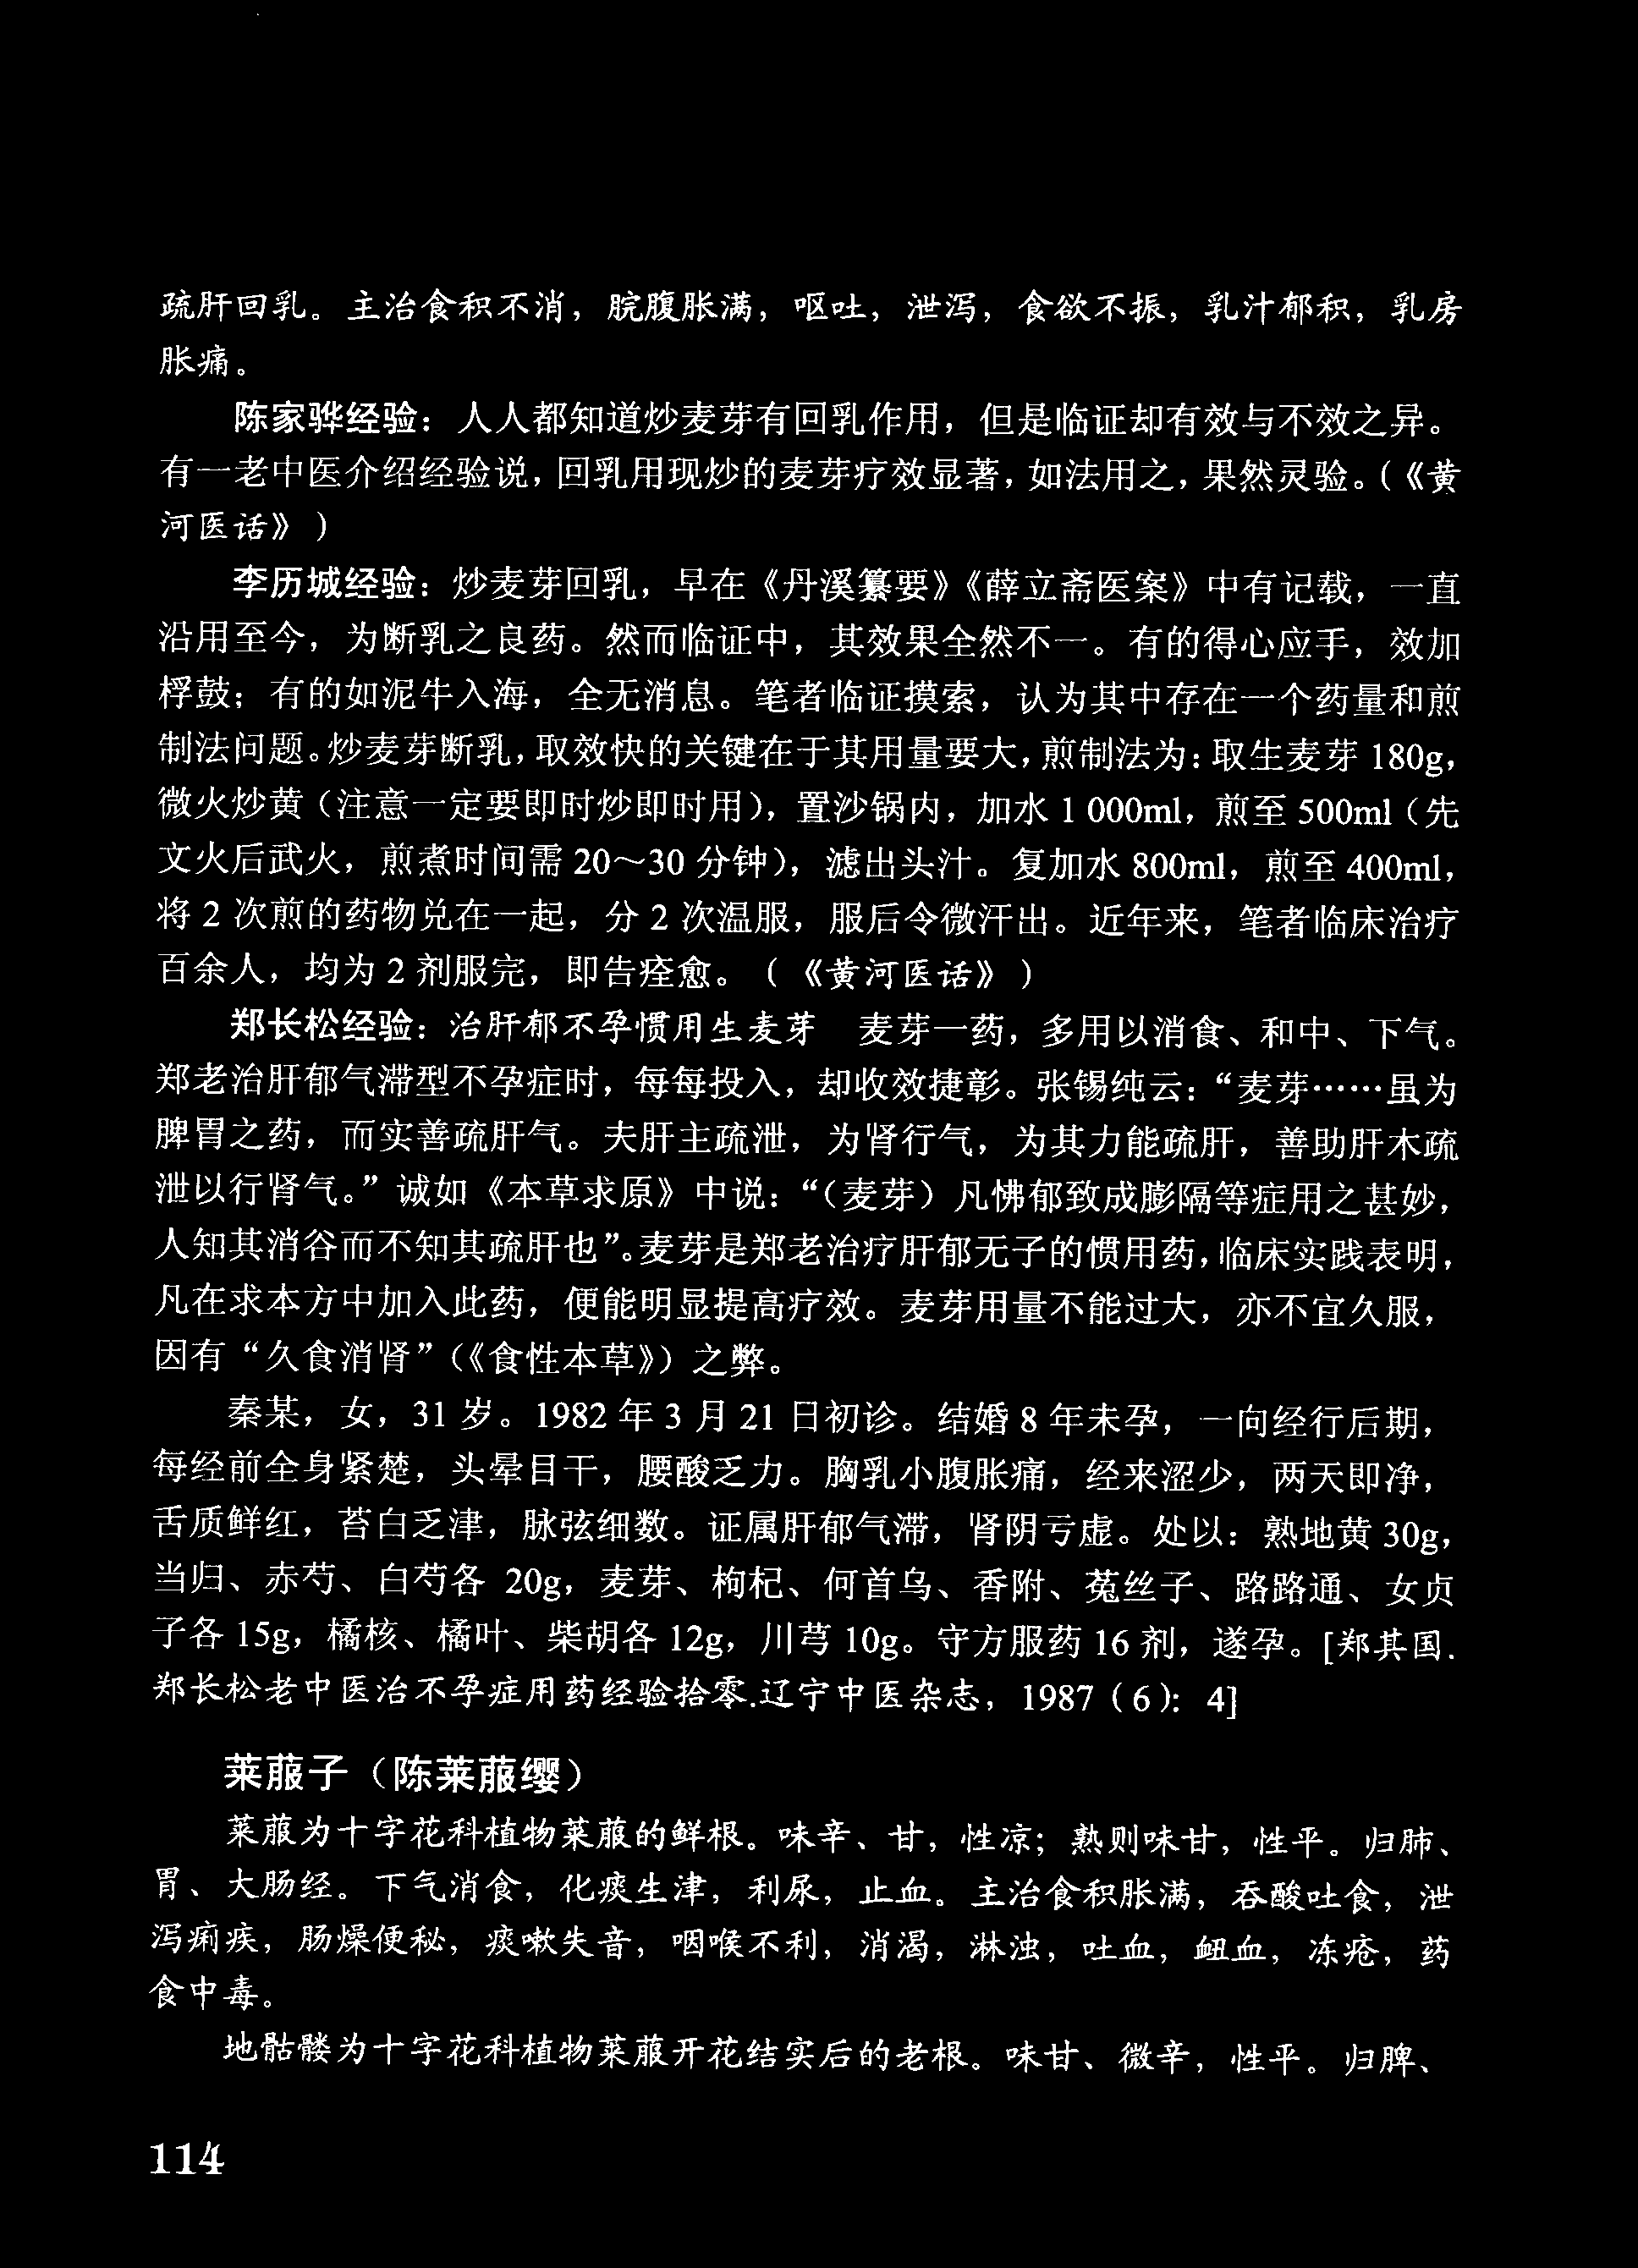 疏肝回乳。主治食积不消，脘腹胀满，呕吐，泄泻，食欲不振，乳汁郁积，乳房
胀痛。
陈家骅经验：人人都知道炒麦芽有回乳作用，但是临证却有效与不效之异。
有一老中医介绍经验说，回乳用现炒的麦芽疗效显著，如法用之，果然灵验。（《黄
河医话》）
李历城经验：炒麦芽回乳，早在《丹溪纂要》《薛立斋医案》中有记载，一直
沿用至今，为断乳之良药。然而临证中，其效果全然不一。有的得心应手，效加
桴鼓；有的如泥牛入海，全无消息。笔者临证摸索，认为其中存在一个药量和煎
制法问题。炒麦芽断乳，取效快的关键在于其用量要大，煎制法为：取生麦芽 180g，
微火炒黄（注意一定要即时炒即时用），置沙锅内，加水 1 000ml，煎至 500ml（先
文火后武火，煎煮时间需 20～30 分钟），滤出头汁。复加水 800ml，煎至 400ml，
将 2 次煎的药物兑在一起，分 2 次温服，服后令微汗出。近年来，笔者临床治疗
百余人，均为 2 剂服完，即告痊愈。（《黄河医话》）
郑长松经验：治肝郁不孕惯用生麦芽　麦芽一药，多用以消食、和中、下气。
郑老治肝郁气滞型不孕症时，每每投入，却收效捷彰。张锡纯云：“麦芽……虽为
脾胃之药，而实善疏肝气。夫肝主疏泄，为肾行气，为其力能疏肝，善助肝木疏
泄以行肾气。”诚如《本草求原》中说：“（麦芽）凡怫郁致成膨隔等症用之甚妙，
人知其消谷而不知其疏肝也”。麦芽是郑老治疗肝郁无子的惯用药，临床实践表明，
凡在求本方中加入此药，便能明显提高疗效。麦芽用量不能过大，亦不宜久服，
因有“久食消肾”（《食性本草》）之弊。
秦某，女，31 岁。1982 年 3 月 21 日初诊。结婚 8 年未孕，一向经行后期，
每经前全身紧楚，头晕目干，腰酸乏力。胸乳小腹胀痛，经来涩少，两天即净，
舌质鲜红，苔白乏津，脉弦细数。证属肝郁气滞，肾阴亏虚。处以：熟地黄 30g，
当归、赤芍、白芍各 20g，麦芽、枸杞、何首乌、香附、菟丝子、路路通、女贞
子各 15g，橘核、橘叶、柴胡各 12g，川芎 10g。守方服药 16 剂，遂孕。[郑其国.
郑长松老中医治不孕症用药经验拾零.辽宁中医杂志，1987（6）：4]
莱菔子（陈莱菔缨）
莱菔为十字花科植物莱菔的鲜根。味辛、甘，性凉；熟则味甘，性平。归肺、
胃、大肠经。下气消食，化痰生津，利尿，止血。主治食积胀满，吞酸吐食，泄
泻痢疾，肠燥便秘，痰嗽失音，咽喉不利，消渴，淋浊，吐血，衄血，冻疮，药
食中毒。
地骷髅为十字花科植物莱菔开花结实后的老根。味甘、微辛，性平。归脾、
114